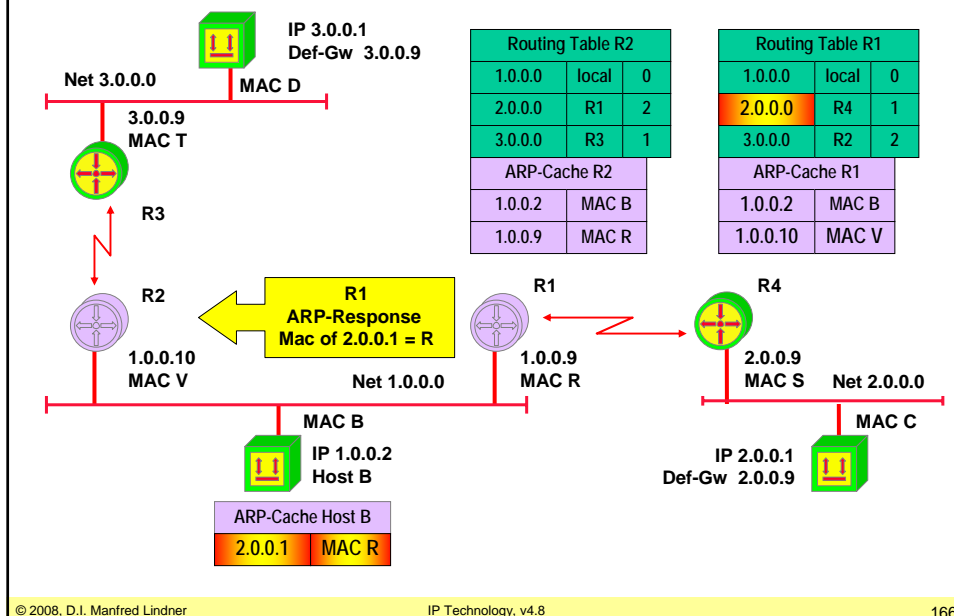 IP 3.0.0.1
Def-Gw 3.0.0.9
Net 3.0.0.0
MAC D
3.0.0.9
MAC T
R3
Routing Table R2
1.0.0.0 local 0
2.0.0.0 R1 2
3.0.0.0 R3 1
ARP-Cache R2
1.0.0.2 MAC B
1.0.0.9 MAC R
Routing Table R1
1.0.0.0 local 0
2.0.0.0 R4 1
3.0.0.0 R2 2
ARP-Cache R1
1.0.0.2 MAC B
1.0.0.10 MAC V
R2
R1
ARP-Response
Mac of 2.0.0.1 = R
R1
R4
1.0.0.10
MAC V
Net 1.0.0.0
1.0.0.9
MAC R
2.0.0.9
MAC S
Net 2.0.0.0
MAC B
IP 1.0.0.2
Host B
MAC C
IP 2.0.0.1
Def-Gw 2.0.0.9
ARP-Cache Host B
2.0.0.1 MAC R
© 2008, D.I. Manfred Lindner
IP Technology, v4.8
166